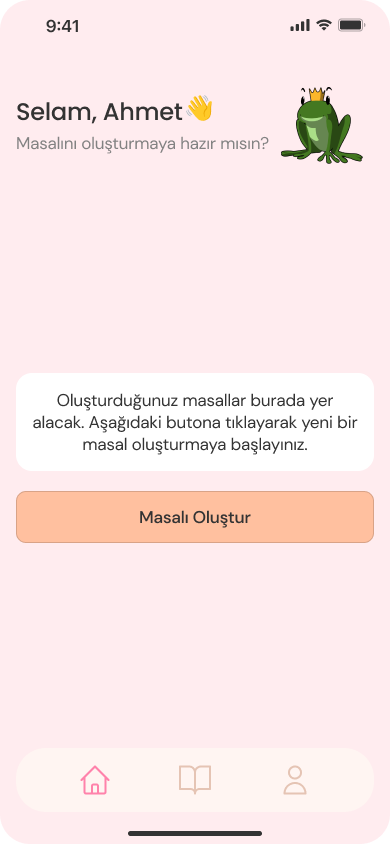 9:41
Selam, Ahmet👋
Masalını oluşturmaya hazır mısın?
Oluşturduğunuz masallar burada yer
alacak. Aşağıdaki butona tıklayarak yeni bir
masal oluşturmaya başlayınız.
Masalı Oluştur